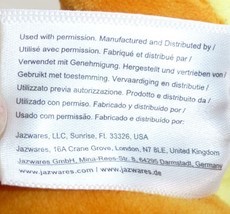 Used with permission. Manufactured and Distributed by /
Utilisé avec permission. Fabriqué et distribué par /
Verwendet mit Genehmigung. Hergestellt und vertrieben von /
Gebruikt met toestemming. Vervaardiging en distributie /
Utilizzato previa autorizzazione. Prodotto e distribuito da /
Utilizado con permiso. Fabricado y distribuido por /
Usado com permissão. Fabricado e distribuído por:
Jazwares, LLC, Sunrise, FL 33326, USA
Jazwares, 16A Crane Grove, London, N7 8LE, United Kingdom
Jazwares GmbH, Str. 8, 64295 Darmstadt, Germany
www.jazwares.com / www.jazwares.de